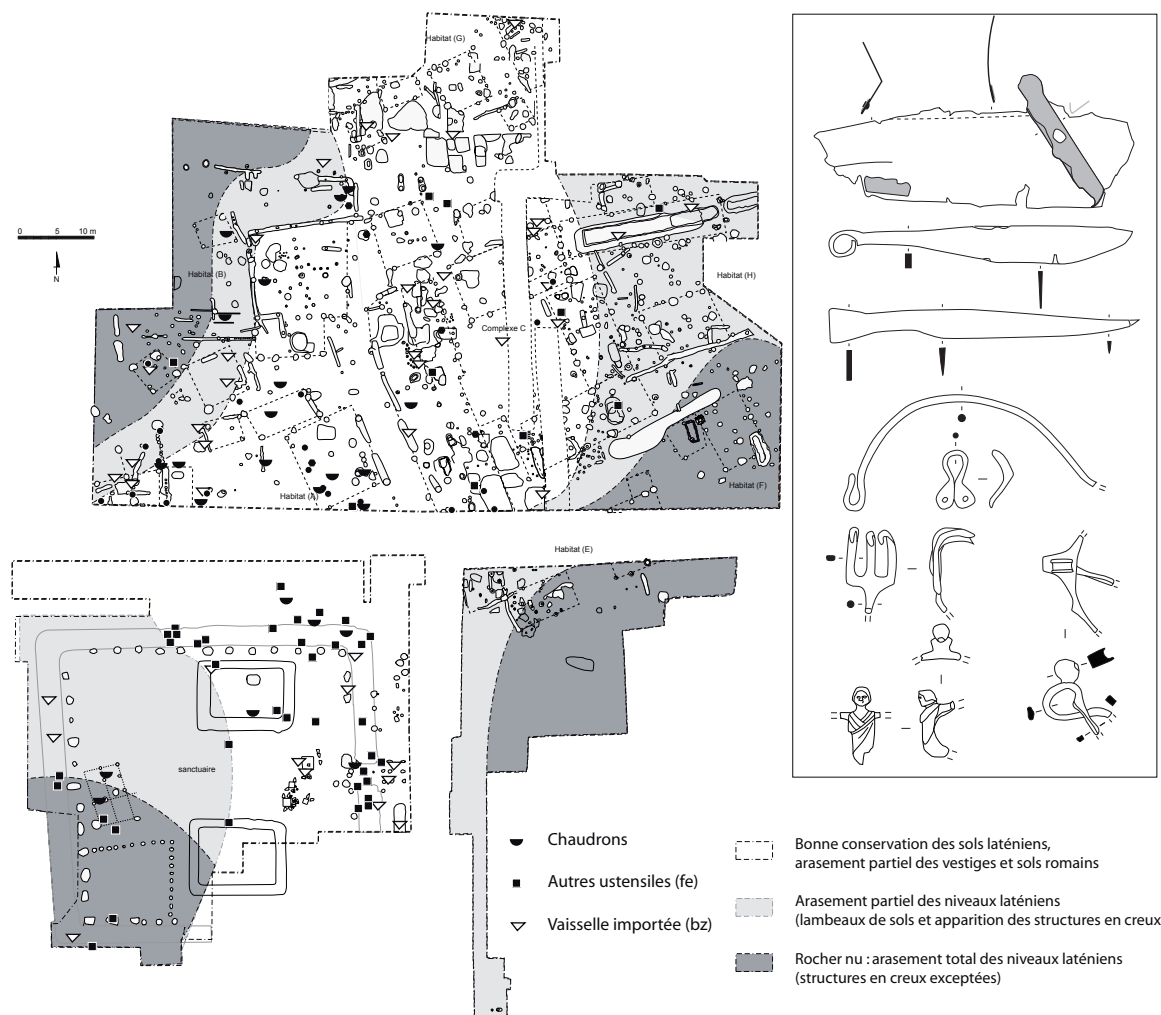 Habitat (G)
0 5 10 m
N
Habitat (B)
Habitat (H)
Complexe C
Habitat (A)
Habitat (F)
Habitat (E)
sanctuaire
Chaudrons
Autres ustensiles (fe)
Vaisselle importée (bz)
Bonne conservation des sols laténiens,
arasement partiel des vestiges et sols romains
Arasement partiel des niveaux laténiens
(lambeaux de sols et apparition des structures en creux
Rocher nu : arasement total des niveaux laténiens
(structures en creux exceptées)